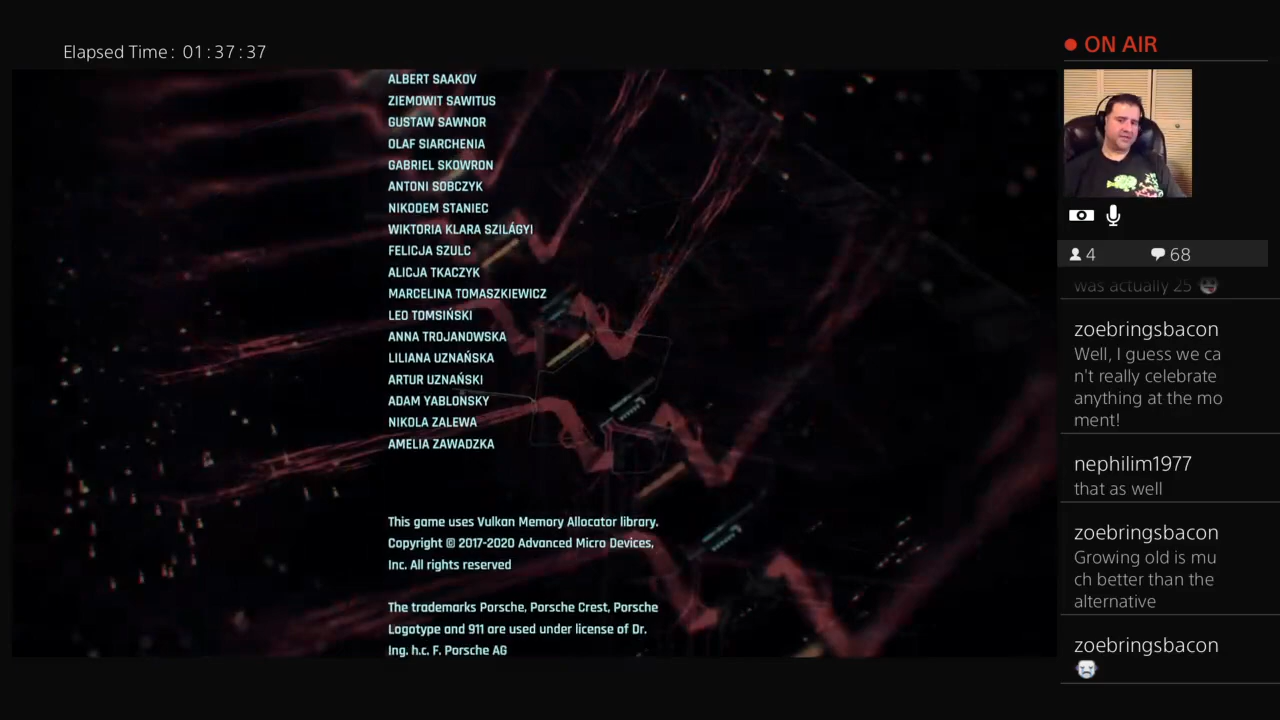 Elapsed Time: 01:37:37
ALBERT SAAKOV
ZIEMOWIT SAWITUS
GUSTAW SAWNOR
OLAF SIARCHENIA
GABRIEL SKOWRON
ANTONI SOBCZYK
NIKODEM STANIEC
WIKTORIA KLARA SZILÁGYI
FELICJA SZULC
ALICJA TKACZYK
MARCELINA TOMASZKIEWICZ
LEO TOMSIŃSKI
ANNA TROJANOWSKA
LILIANA UZNAŃSKA
ARTUR UZNAŃSKI
ADAM YABLONSKY
NIKOLA ZALEWA
AMELIA ZAWADZKA
This game uses Vulkan Memory Allocator library.
Copyright © 2017-2020 Advanced Micro Devices,
Inc. All rights reserved
The trademarks Porsche, Porsche Crest, Porsche
Logotype and 911 are used under license of Dr.
Ing. h.c. F. Porsche AG
ON AIR
4
68
was actually 25
zoebringsbacon
Well, I guess we ca
n't really celebrate
anything at the mo
ment!
nephilim1977
that as well
zoebringsbacon
Growing old is mu
ch better than the
alternative
zoebringsbacon